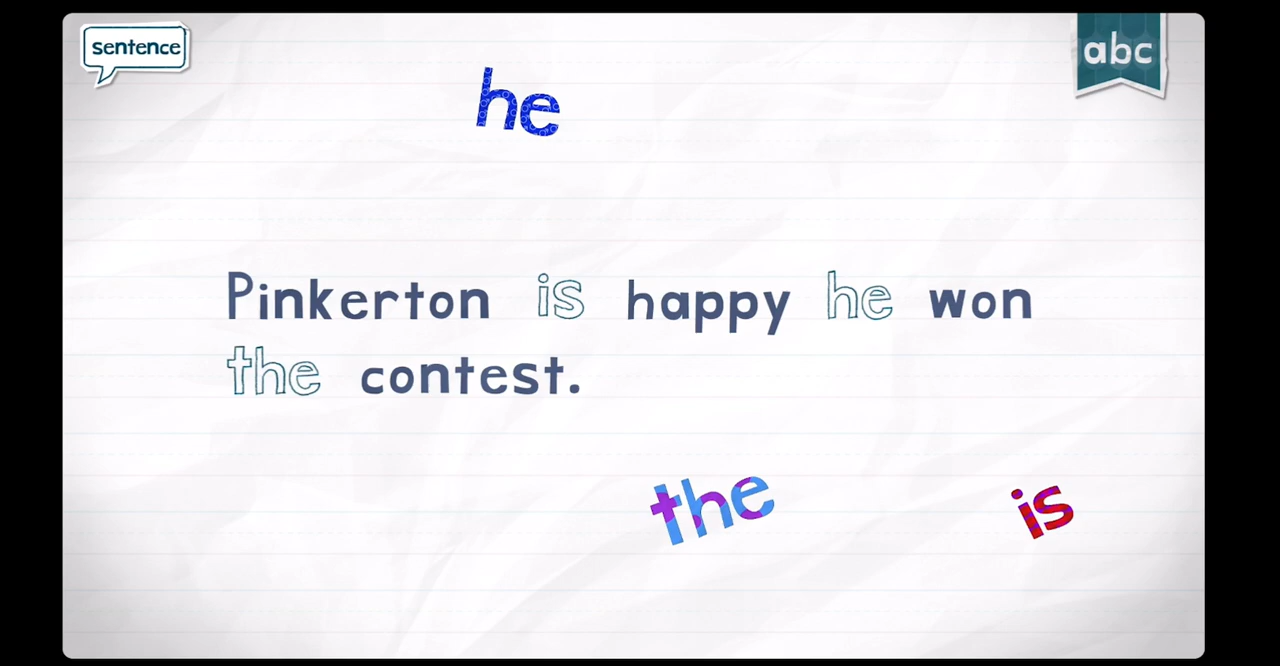 sentence
abc
he
Pinkerton is happy he won
the contest.
the
is